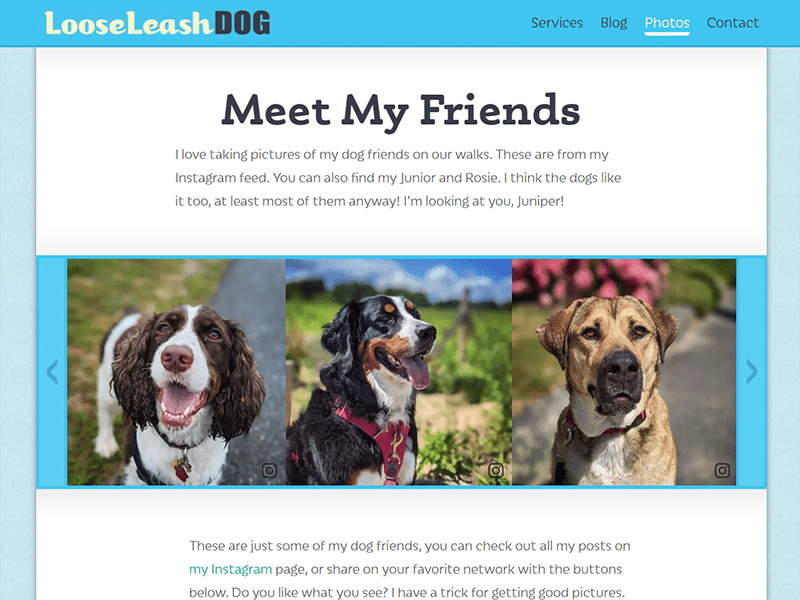 LooseLeashDOG
Services Blog Photos Contact
Meet My Friends
I love taking pictures of my dog friends on our walks. These are from my
Instagram feed. You can also find my Junior and Rosie. I think the dogs like
it too, at least most of them anyway! I'm looking at you, Juniper!
These are just some of my dog friends, you can check out all my posts on
my Instagram page, or share on your favorite network with the buttons
below. Do you like what you see? I have a trick for getting good pictures.